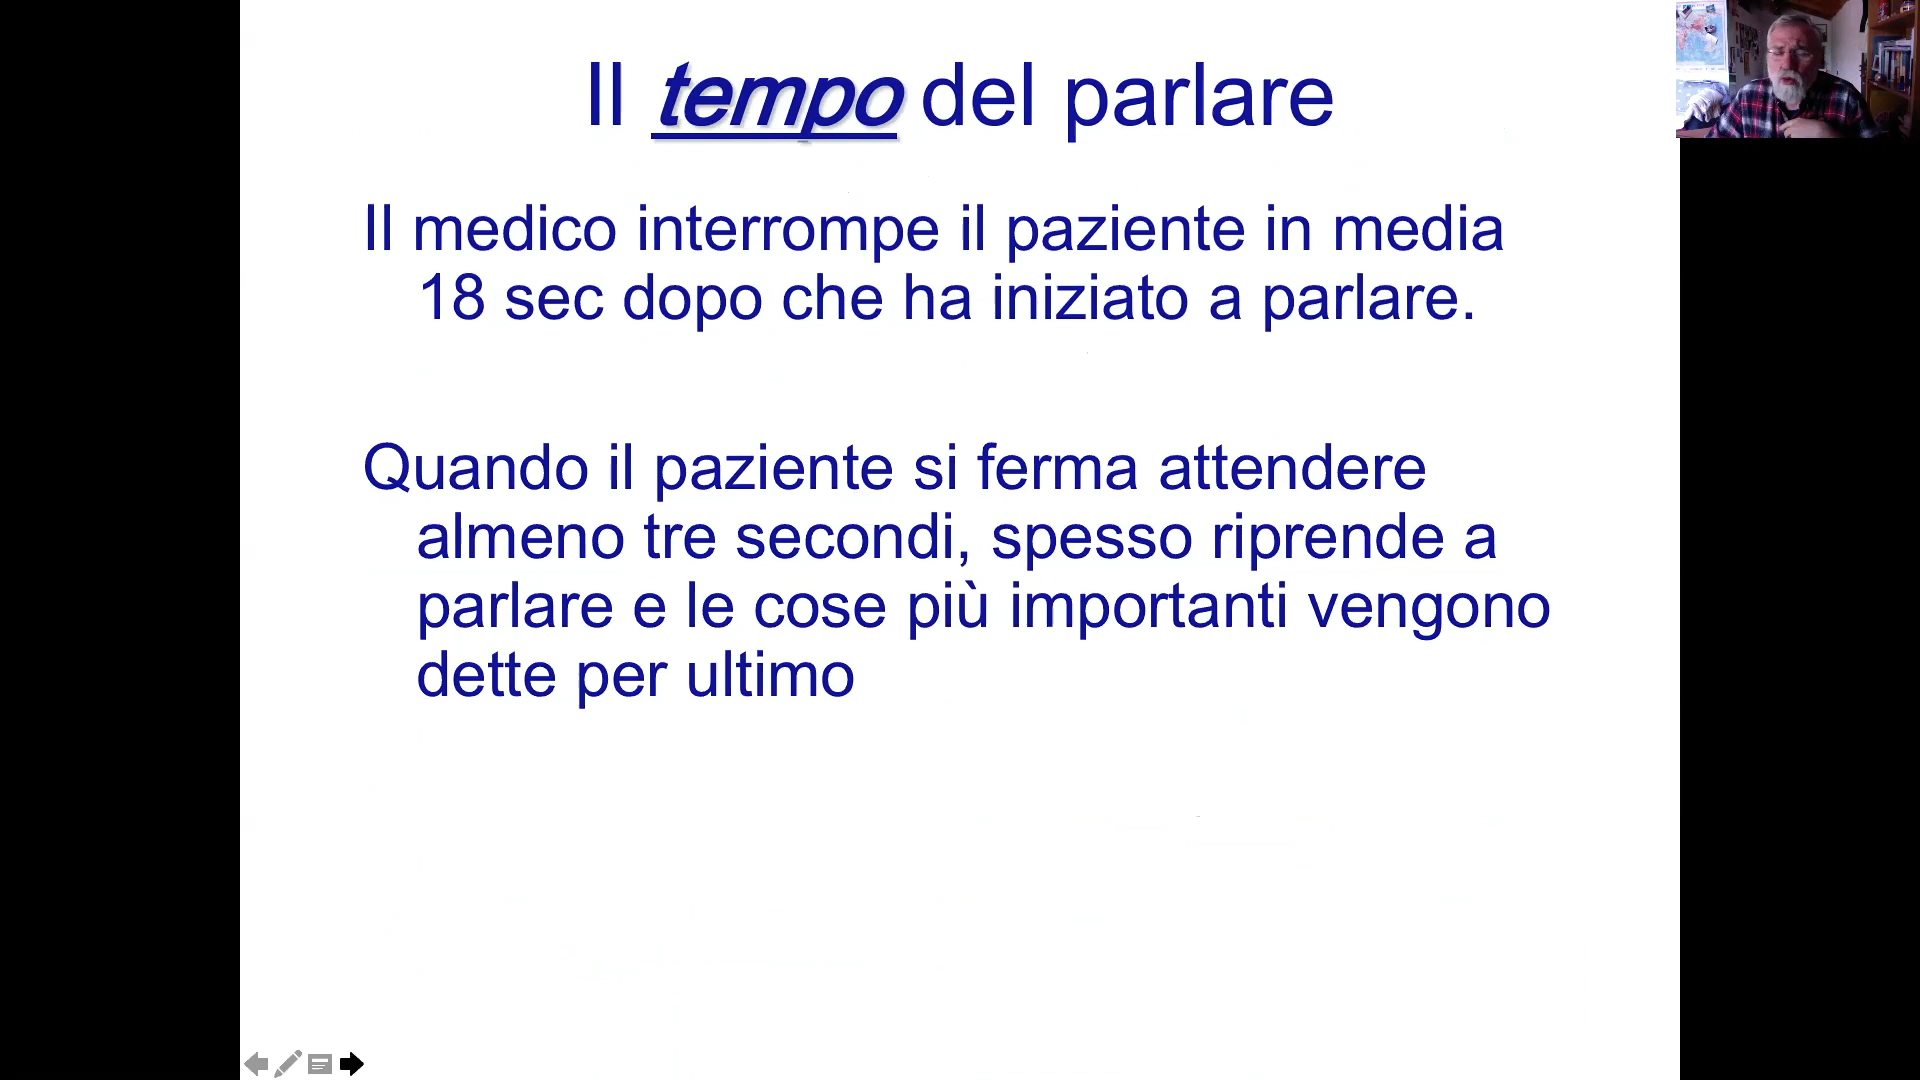 Il tempo del parlare
Il medico interrompe il paziente in media
18 sec dopo che ha iniziato a parlare.
Quando il paziente si ferma attendere
almeno tre secondi, spesso riprende a
parlare e le cose più importanti vengono
dette per ultimo